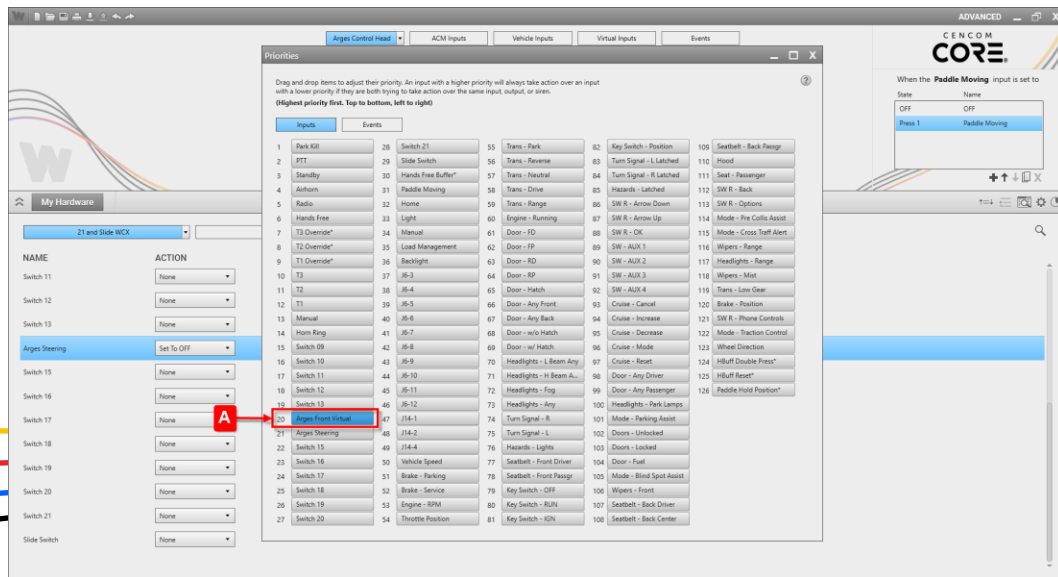 ADVANCED
Arges Control Head
ACM Inputs
Vehicle Inputs
Virtual Inputs
Events
CENCOM
CORE
When the Paddle Moving input is set to
State Name
OFF OFF
Press 1 Paddle Moving
My Hardware
21 and Slide WCX
NAME ACTION
Switch 11 None
Switch 12 None
Switch 13 None
Arges Steering Set To OFF
Switch 15 None
Switch 16 None
Switch 17 None
Switch 18 None
Switch 19 None
Switch 20 None
Switch 21 None
Slide Switch None
A
Priorities
Drag and drop items to adjust their priority. An input with a higher priority will always take action over an input
with a lower priority if they are both trying to take action over the same input, output, or siren.
(Highest priority first. Top to bottom, left to right)
Inputs Events
1 Park Kill
2 PTT
3 Standby
4 Airhorn
5 Radio
6 Hands Free
7 T3 Override*
8 T2 Override*
9 T1 Override*
10 T3
11 T2
12 T1
13 Manual
14 Horn Ring
15 Switch 09
16 Switch 10
17 Switch 11
18 Switch 12
19 Switch 13
20 Arges Front Virtual
21 Arges Steering
22 Switch 15
23 Switch 16
24 Switch 17
25 Switch 18
26 Switch 19
27 Switch 20
28 Switch 21
29 Slide Switch
30 Hands Free Buffer*
31 Paddle Moving
32 Home
33 Light
34 Manual
35 Load Management
36 Backlight
37 J6-3
38 J6-4
39 J6-5
40 J6-6
41 J6-7
42 J6-8
43 J6-9
44 J6-10
45 J6-11
46 J6-12
47 J14-1
48 J14-2
49 J14-4
50 Vehicle Speed
51 Brake - Parking
52 Brake - Service
53 Engine - RPM
54 Throttle Position
55 Trans - Park
56 Trans - Reverse
57 Trans - Neutral
58 Trans - Drive
59 Trans - Range
60 Engine - Running
61 Door - FD
62 Door - FP
63 Door - RD
64 Door - RP
65 Door - Hatch
66 Door - Any Front
67 Door - Any Back
68 Door - w/o Hatch
69 Door - w/ Hatch
70 Headlights - L Beam Any
71 Headlights - H Beam A...
72 Headlights - Fog
73 Headlights - Any
74 Turn Signal - R
75 Turn Signal - L
76 Hazards - Lights
77 Seatbelt - Front Driver
78 Seatbelt - Front Passgr
79 Key Switch - OFF
80 Key Switch - RUN
81 Key Switch - IGN
82 Key Switch - Position
83 Turn Signal - L Latched
84 Turn Signal - R Latched
85 Hazards - Latched
86 SW R - Arrow Down
87 SW R - Arrow Up
88 SW R - OK
89 SW - AUX 1
90 SW - AUX 2
91 SW - AUX 3
92 SW - AUX 4
93 Cruise - Cancel
94 Cruise - Increase
95 Cruise - Decrease
96 Cruise - Mode
97 Cruise - Reset
98 Door - Any Driver
99 Door - Any Passenger
100 Headlights - Park Lamps
101 Mode - Parking Assist
102 Doors - Unlocked
103 Doors - Locked
104 Door - Fuel
105 Mode - Blind Spot Assist
106 Wipers - Front
107 Seatbelt - Back Driver
108 Seatbelt - Back Center
109 Seatbelt - Back Passgr
110 Hood
111 Seat - Passenger
112 SW R - Back
113 SW R - Options
114 Mode - Pre Collis Assist
115 Mode - Cross Traff Alert
116 Wipers - Range
117 Headlights - Range
118 Wipers - Mist
119 Trans - Low Gear
120 Brake - Position
121 SW R - Phone Controls
122 Mode - Traction Control
123 Wheel Direction
124 HBuff Double Press*
125 HBuff Reset*
126 Paddle Hold Position*